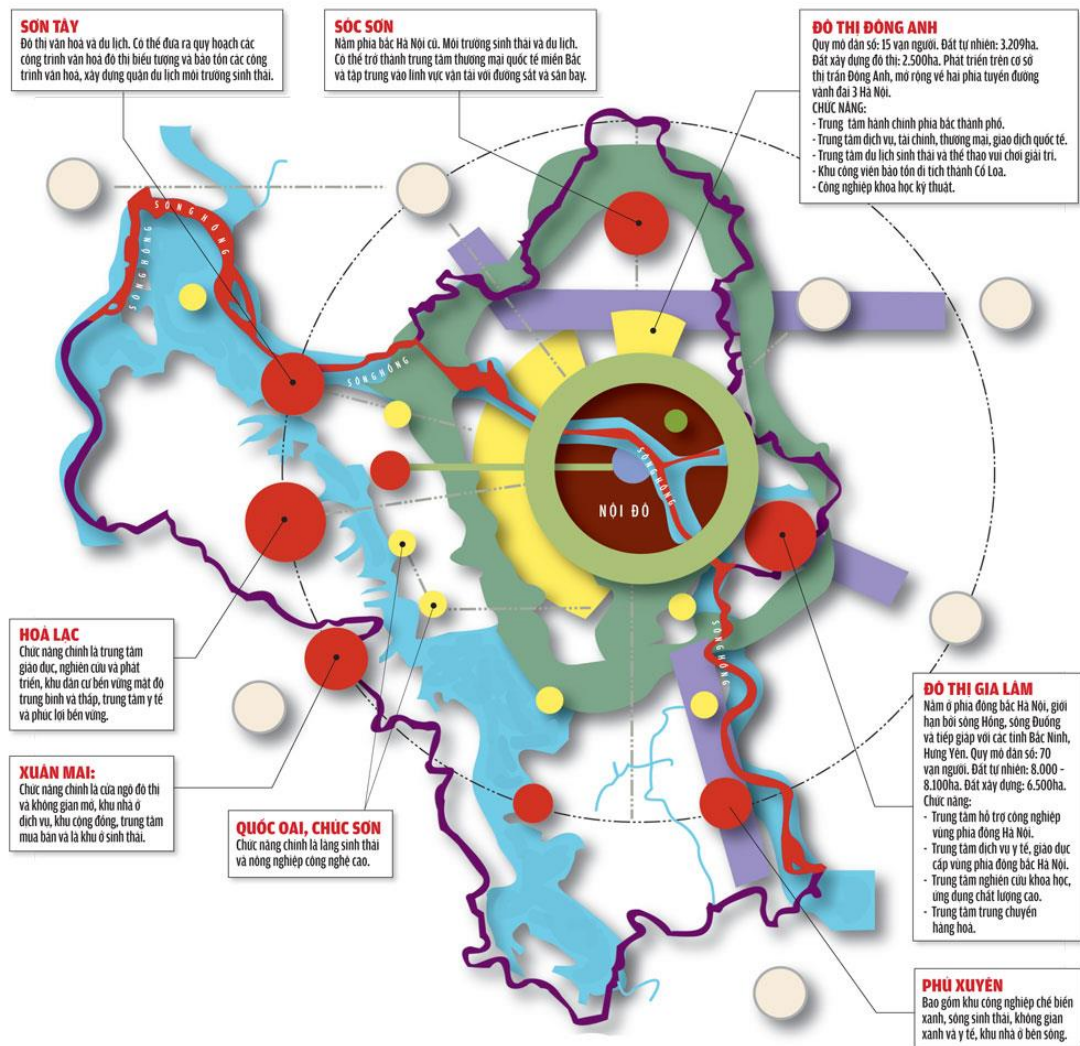 SƠN TÂY
Đô thị văn hoá và du lịch. Có thể đưa ra quy hoạch các
công trình văn hoá đô thị biểu tượng và bảo tồn các công
trình văn hoá, xây dựng quận du lịch môi trường sinh thái.
SÓC SƠN
Nằm phía bắc Hà Nội cũ. Môi trường sinh thái và du lịch.
Có thể trở thành trung tâm thương mại quốc tế miền Bắc
và tập trung vào lĩnh vực vận tải với đường sắt và sân bay.
ĐÔ THỊ ĐÔNG ANH
Quy mô dân số: 15 vạn người. Đất tự nhiên: 3.209ha.
Đất xây dựng đô thị: 2.500ha. Phát triển trên cơ sở
thị trấn Đông Anh, mở rộng về hai phía tuyến đường
vành đai 3 Hà Nội.
CHỨC NĂNG:
- Trung tâm hành chính phía bắc thành phố.
- Trung tâm dịch vụ, tài chính, thương mại, giao dịch quốc tế.
- Trung tâm du lịch sinh thái và thể thao vui chơi giải trí.
- Khu công viên bảo tồn di tích thành Cổ Loa.
- Công nghiệp khoa học kỹ thuật.
SÔNG HỒNG
SÔNG HỒNG
SÔNG HỒNG
SÔNG HỒNG
NỘI ĐÔ
SÔNG HỒNG
HOÀ LẠC
Chức năng chính là trung tâm
giáo dục, nghiên cứu và phát
triển, khu dân cư bền vững mật độ
trung bình và thấp, trung tâm y tế
và phúc lợi bền vững.
XUÂN MAI:
Chức năng chính là cửa ngõ đô thị
và không gian mở, khu nhà ở
dịch vụ, khu cộng đồng, trung tâm
mua bán và là khu ở sinh thái.
QUỐC OAI, CHÚC SƠN
Chức năng chính là làng sinh thái
và nông nghiệp công nghệ cao.
ĐÔ THỊ GIA LÂM
Nằm ở phía đông bắc Hà Nội, giới
hạn bởi sông Hồng, sông Đuống
và tiếp giáp với các tỉnh Bắc Ninh,
Hưng Yên. Quy mô dân số: 70
vạn người. Đất tự nhiên: 8.000 -
8.100ha. Đất xây dựng: 6.500ha.
Chức năng:
- Trung tâm hỗ trợ công nghiệp
vùng phía đông Hà Nội.
- Trung tâm dịch vụ y tế, giáo dục
cấp vùng phía đông bắc Hà Nội.
- Trung tâm nghiên cứu khoa học,
ứng dụng chất lượng cao.
- Trung tâm trung chuyển
hàng hoá.
PHÚ XUYÊN
Bao gồm khu công nghiệp chế biến
xanh, sông sinh thái, không gian
xanh và y tế, khu nhà ở bên sông.